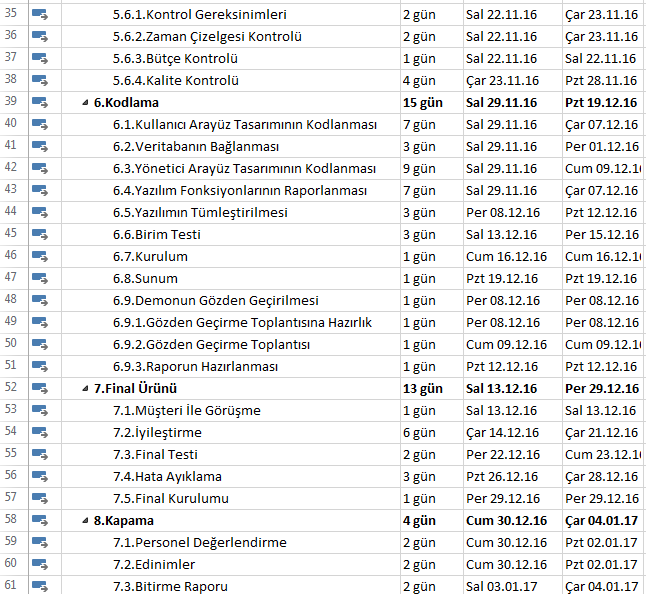 35 5.6.1.Kontrol Gereksinimleri 2 gün Sal 22.11.16 Çar 23.11.16
36 5.6.2.Zaman Çizelgesi Kontrolü 2 gün Sal 22.11.16 Çar 23.11.16
37 5.6.3.Bütçe Kontrolü 1 gün Sal 22.11.16 Sal 22.11.16
38 5.6.4.Kalite Kontrolü 4 gün Çar 23.11.16 Pzt 28.11.16
39 6.Kodlama 15 gün Sal 29.11.16 Pzt 19.12.16
40 6.1.Kullanıcı Arayüz Tasarımının Kodlanması 7 gün Sal 29.11.16 Çar 07.12.16
41 6.2.Veritabanın Bağlanması 3 gün Sal 29.11.16 Per 01.12.16
42 6.3.Yönetici Arayüz Tasarımının Kodlanması 9 gün Sal 29.11.16 Cum 09.12.16
43 6.4.Yazılım Fonksiyonlarının Raporlanması 7 gün Sal 29.11.16 Çar 07.12.16
44 6.5.Yazılımın Tümleştirilmesi 3 gün Per 08.12.16 Pzt 12.12.16
45 6.6.Birim Testi 3 gün Sal 13.12.16 Per 15.12.16
46 6.7.Kurulum 1 gün Cum 16.12.16 Cum 16.12.16
47 6.8.Sunum 1 gün Pzt 19.12.16 Pzt 19.12.16
48 6.9.Demonun Gözden Geçirilmesi 1 gün Per 08.12.16 Per 08.12.16
49 6.9.1.Gözden Geçirme Toplantısına Hazırlık 1 gün Per 08.12.16 Per 08.12.16
50 6.9.2.Gözden Geçirme Toplantısı 1 gün Cum 09.12.16 Cum 09.12.16
51 6.9.3.Raporun Hazırlanması 1 gün Pzt 12.12.16 Pzt 12.12.16
52 7.Final Ürünü 13 gün Sal 13.12.16 Per 29.12.16
53 7.1.Müşteri İle Görüşme 1 gün Sal 13.12.16 Sal 13.12.16
54 7.2.İyileştirme 6 gün Çar 14.12.16 Çar 21.12.16
55 7.3.Final Testi 2 gün Per 22.12.16 Cum 23.12.16
56 7.4.Hata Ayıklama 3 gün Pzt 26.12.16 Çar 28.12.16
57 7.5.Final Kurulumu 1 gün Per 29.12.16 Per 29.12.16
58 8.Kapama 4 gün Cum 30.12.16 Çar 04.01.17
59 7.1.Personel Değerlendirme 2 gün Cum 30.12.16 Pzt 02.01.17
60 7.2.Edinimler 2 gün Cum 30.12.16 Pzt 02.01.17
61 7.3.Bitirme Raporu 2 gün Sal 03.01.17 Çar 04.01.17